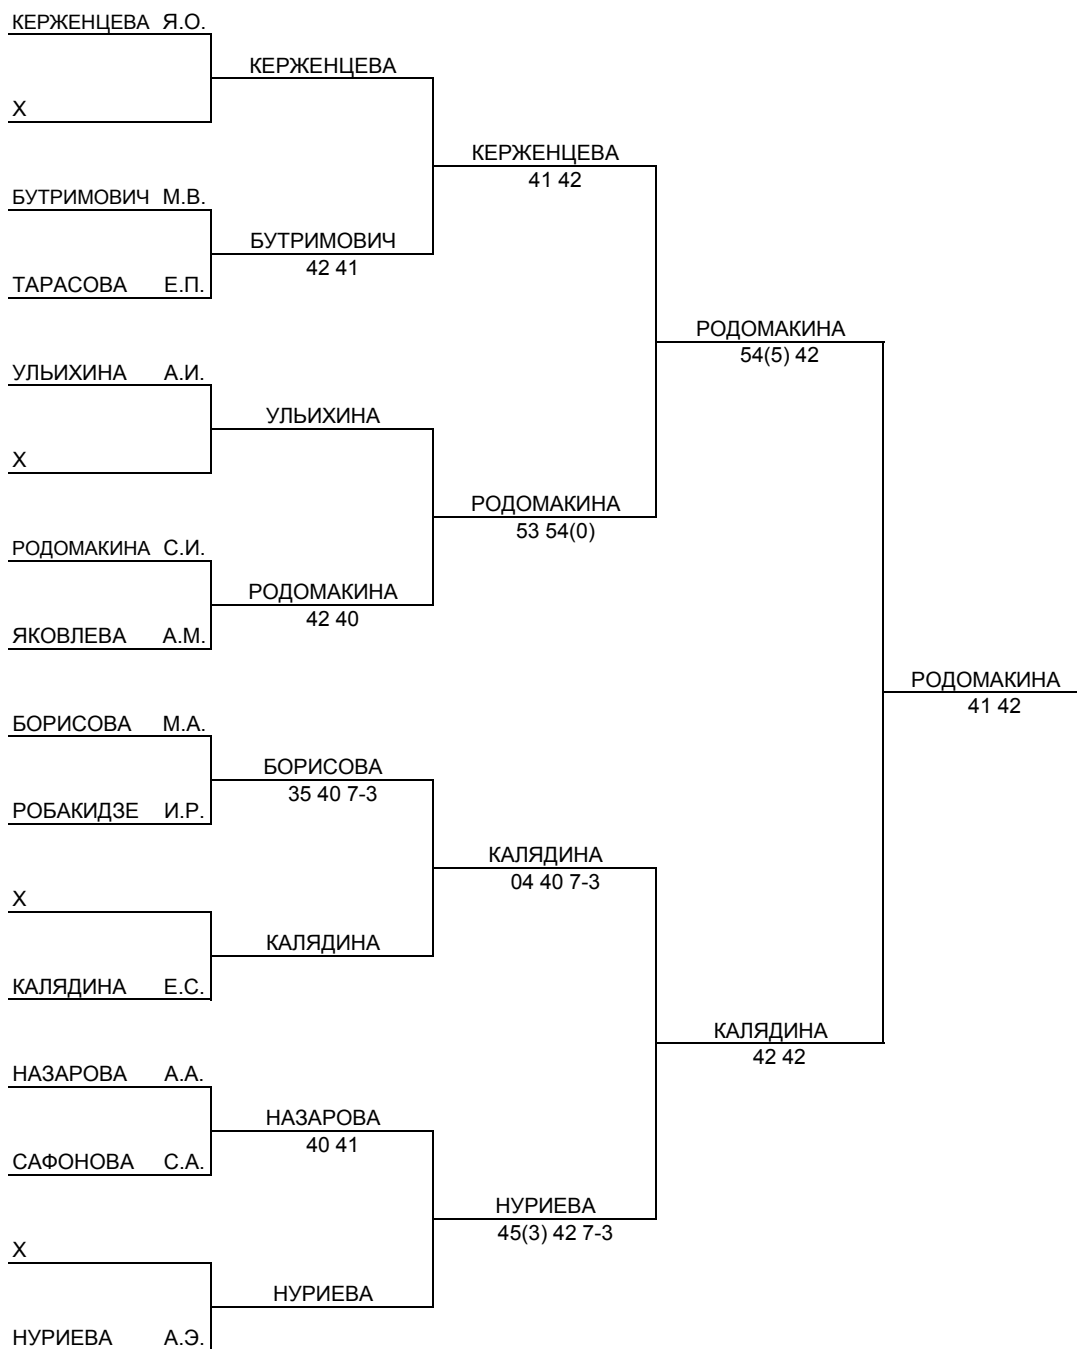 КЕРЖЕНЦЕВА Я.О.
КЕРЖЕНЦЕВА
Х
КЕРЖЕНЦЕВА
41 42
БУТРИМОВИЧ М.В.
БУТРИМОВИЧ
42 41
ТАРАСОВА Е.П.
РОДОМАКИНА
54(5) 42
УЛЬИХИНА А.И.
УЛЬИХИНА
Х
РОДОМАКИНА
53 54(0)
РОДОМАКИНА С.И.
РОДОМАКИНА
42 40
ЯКОВЛЕВА А.М.
РОДОМАКИНА
41 42
БОРИСОВА М.А.
БОРИСОВА
35 40 7-3
РОБАКИДЗЕ И.Р.
КАЛЯДИНА
04 40 7-3
Х
КАЛЯДИНА
КАЛЯДИНА Е.С.
КАЛЯДИНА
42 42
НАЗАРОВА А.А.
НАЗАРОВА
40 41
САФОНОВА С.А.
НУРИЕВА
45(3) 42 7-3
Х
НУРИЕВА
НУРИЕВА А.Э.